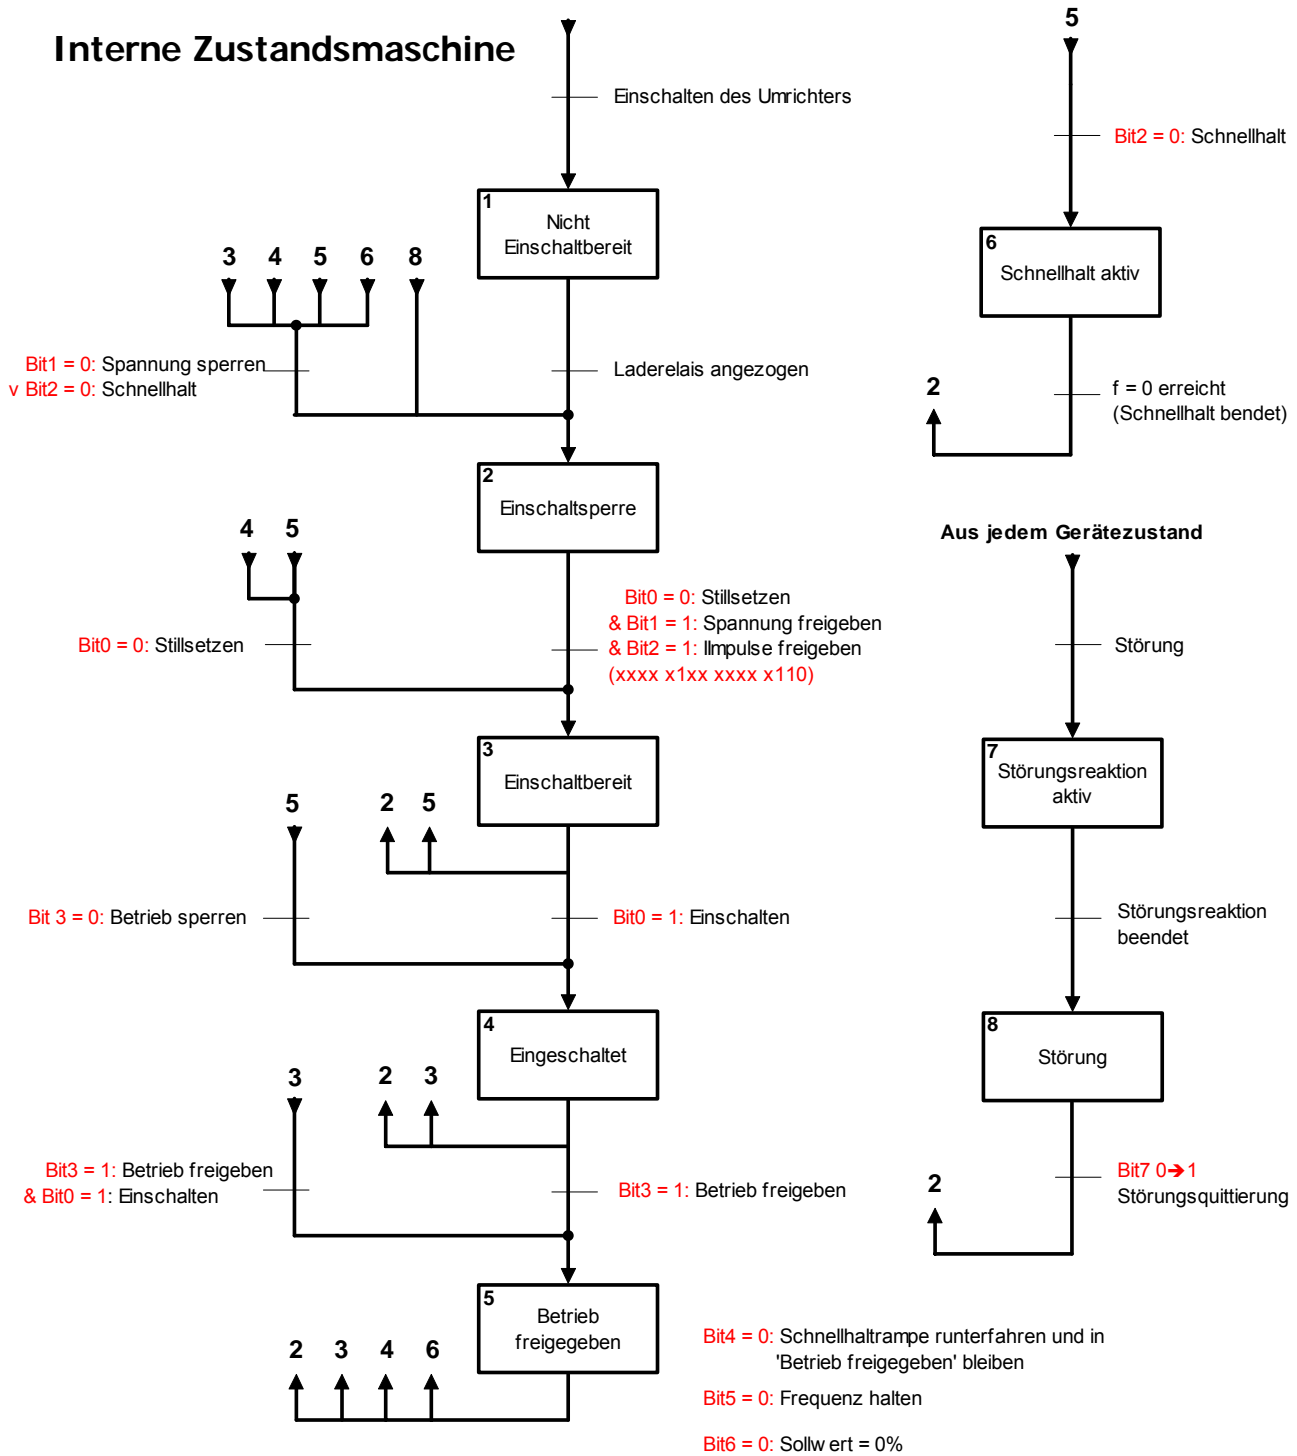 Interne Zustandsmaschine
Einschalten des Umrichters
1
Nicht
Einschaltbereit
3 4 5 6 8
Bit1 = 0: Spannung sperren
v Bit2 = 0: Schnellhalt
Laderelais angezogen
2
Einschaltsperre
4 5
Bit0 = 0: Stillsetzen
Bit0 = 0: Stillsetzen
& Bit1 = 1: Spannung freigeben
& Bit2 = 1: IImpulse freigeben
(xxxx x1xx xxxx x110)
3
Einschaltbereit
5
2 5
Bit 3 = 0: Betrieb sperren
Bit0 = 1: Einschalten
4
Eingeschaltet
3
2 3
Bit3 = 1: Betrieb freigeben
& Bit0 = 1: Einschalten
Bit3 = 1: Betrieb freigeben
5
Betrieb
freigegeben
2 3 4 6
Bit4 = 0: Schnellhaltrampe runterfahren und in
'Betrieb freigegeben' bleiben
Bit5 = 0: Frequenz halten
Bit6 = 0: Sollwert = 0%
5
Bit2 = 0: Schnellhalt
6
Schnellhalt aktiv
2
f = 0 erreicht
(Schnellhalt bendet)
Aus jedem Gerätezustand
Störung
7
Störungsreaktion
aktiv
Störungsreaktion
beendet
8
Störung
2
Bit7 0➔1
Störungsquittierung